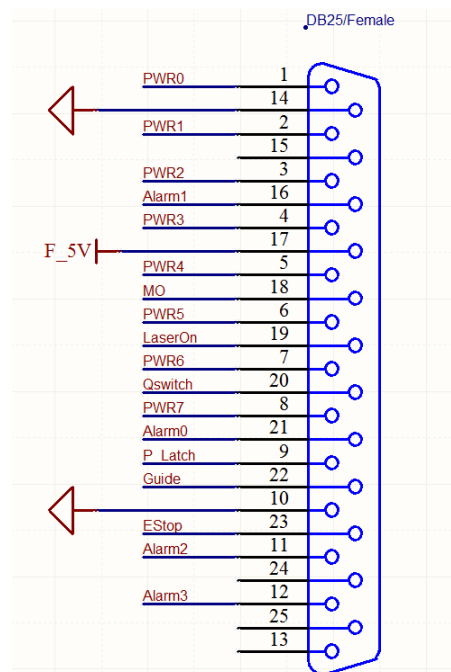 DB25/Female
PWR0 1
14
PWR1 2
15
PWR2 3
Alarm1 16
PWR3 4
F_5V 17
PWR4 5
MO 18
PWR5 6
LaserOn 19
PWR6 7
Qswitch 20
PWR7 8
Alarm0 21
P_Latch 9
Guide 22
10
EStop 23
Alarm2 11
24
Alarm3 12
25
13